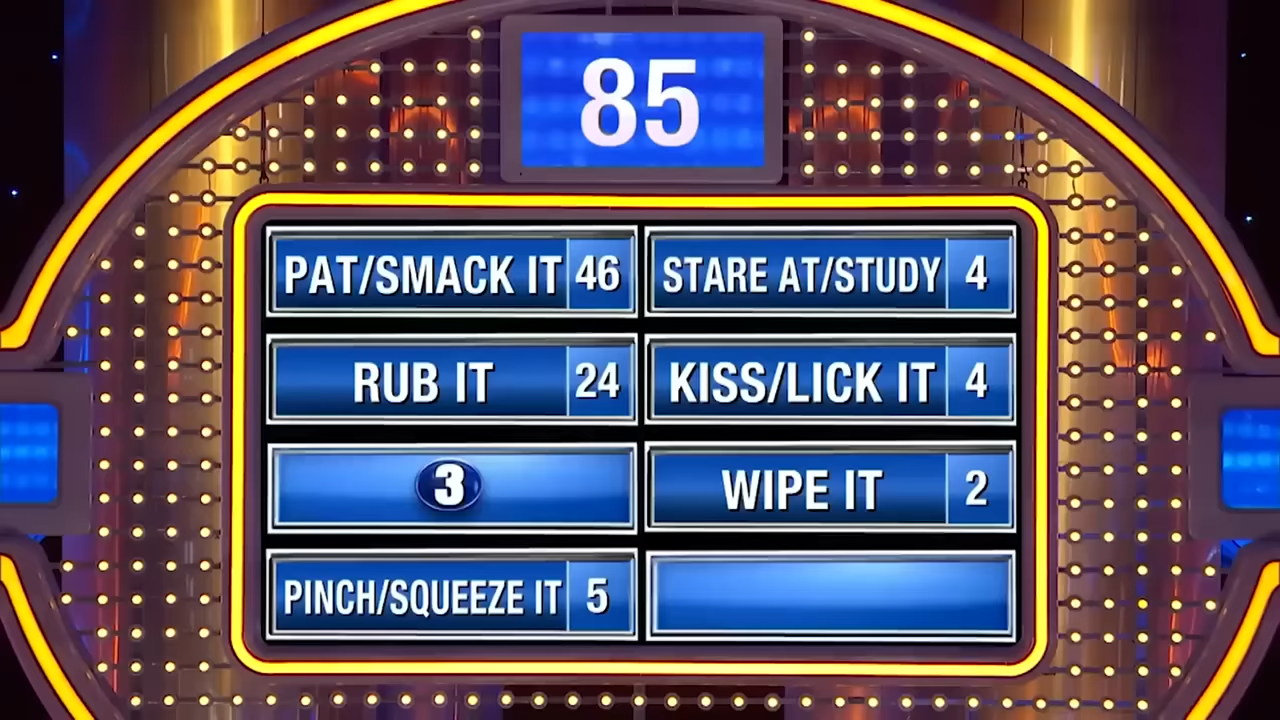 85
PAT/SMACK IT 46
RUB IT 24
3
PINCH/SQUEEZE IT 5
STARE AT/STUDY 4
KISS/LICK IT 4
WIPE IT 2